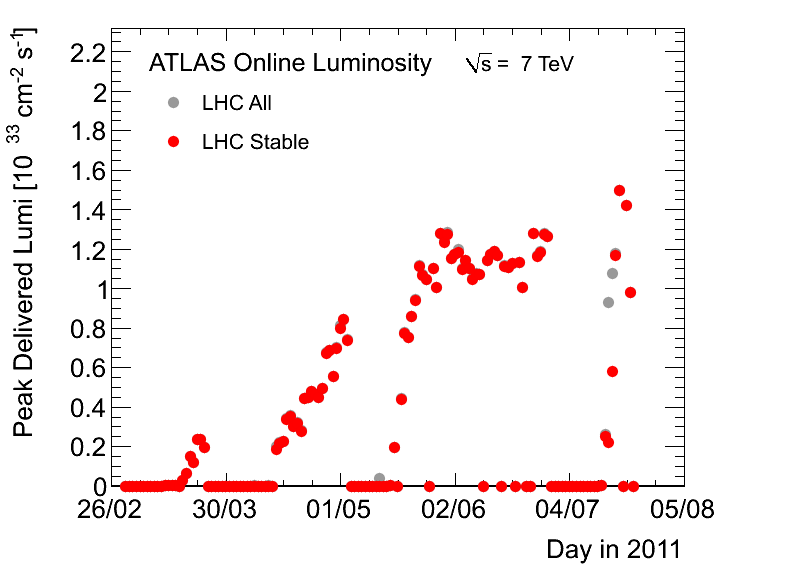 ATLAS Online Luminosity √s = 7 TeV
LHC All
LHC Stable
Peak Delivered Lumi [10³³ cm⁻² s⁻¹]
2.2
2
1.8
1.6
1.4
1.2
1
0.8
0.6
0.4
0.2
0
26/02 30/03 01/05 02/06 04/07 05/08
Day in 2011